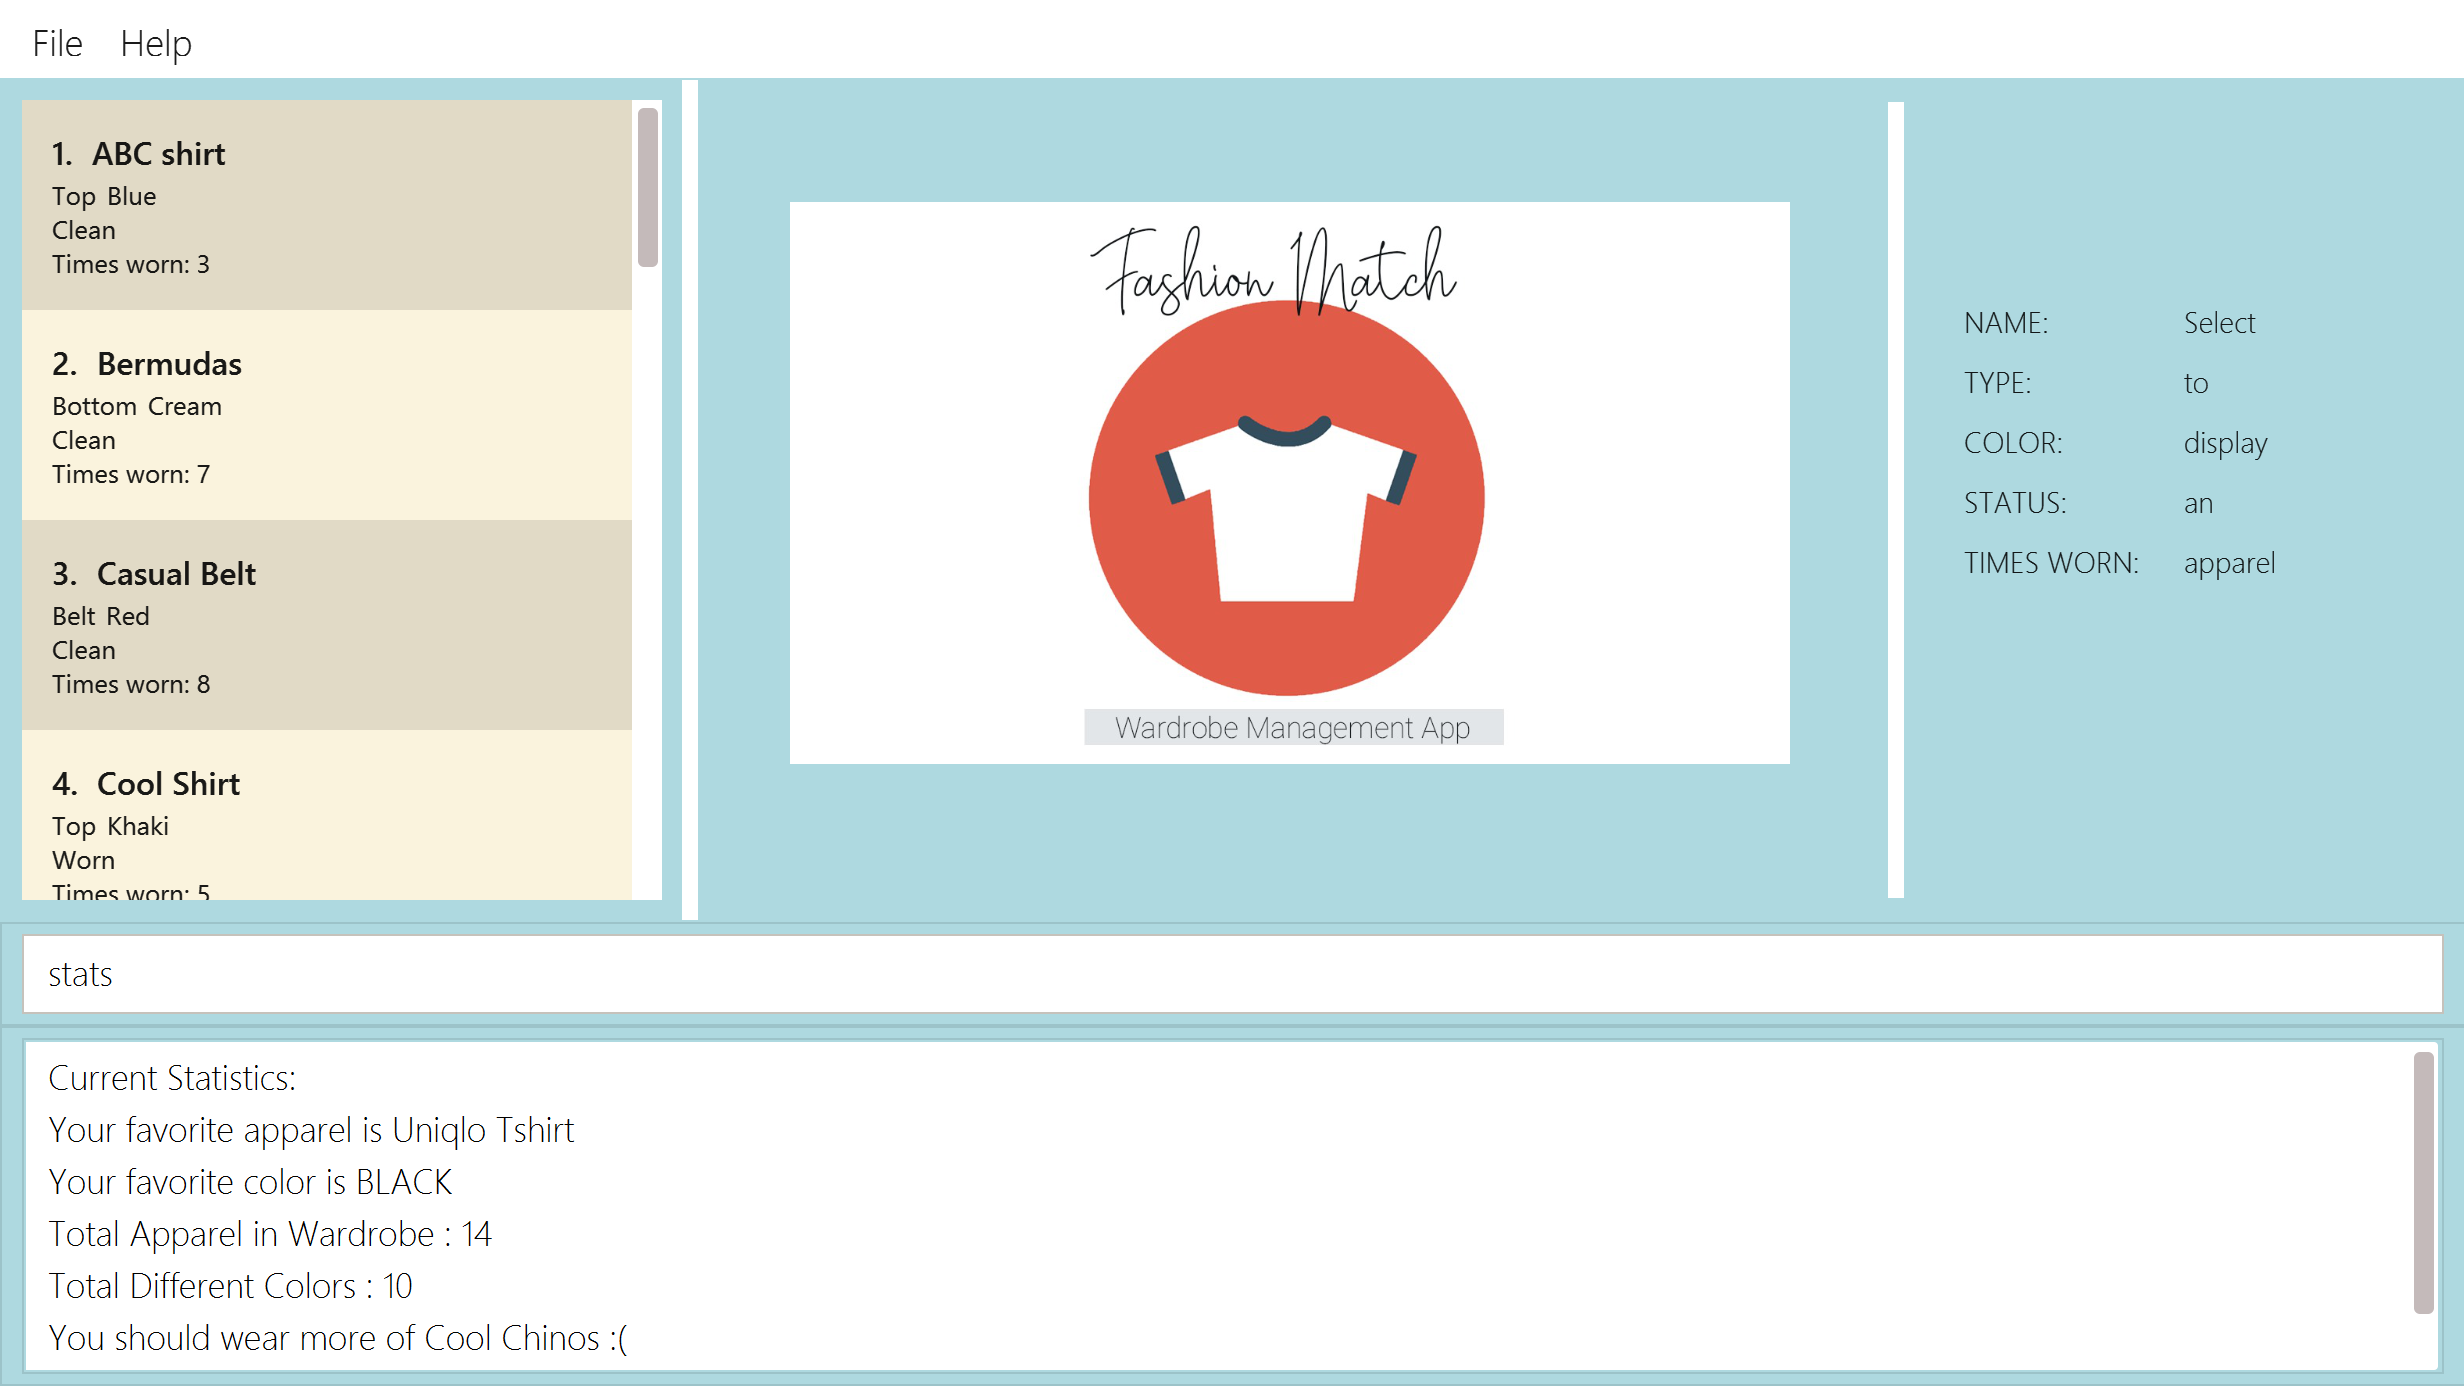 File Help
1. ABC shirt
Top Blue
Clean
Times worn: 3
2. Bermudas
Bottom Cream
Clean
Times worn: 7
3. Casual Belt
Belt Red
Clean
Times worn: 8
4. Cool Shirt
Top Khaki
Worn
Times worn: 5
Fashion Match
Wardrobe Management App
NAME: Select
TYPE: to
COLOR: display
STATUS: an
TIMES WORN: apparel
stats
Current Statistics:
Your favorite apparel is Uniqlo Tshirt
Your favorite color is BLACK
Total Apparel in Wardrobe : 14
Total Different Colors : 10
You should wear more of Cool Chinos :(